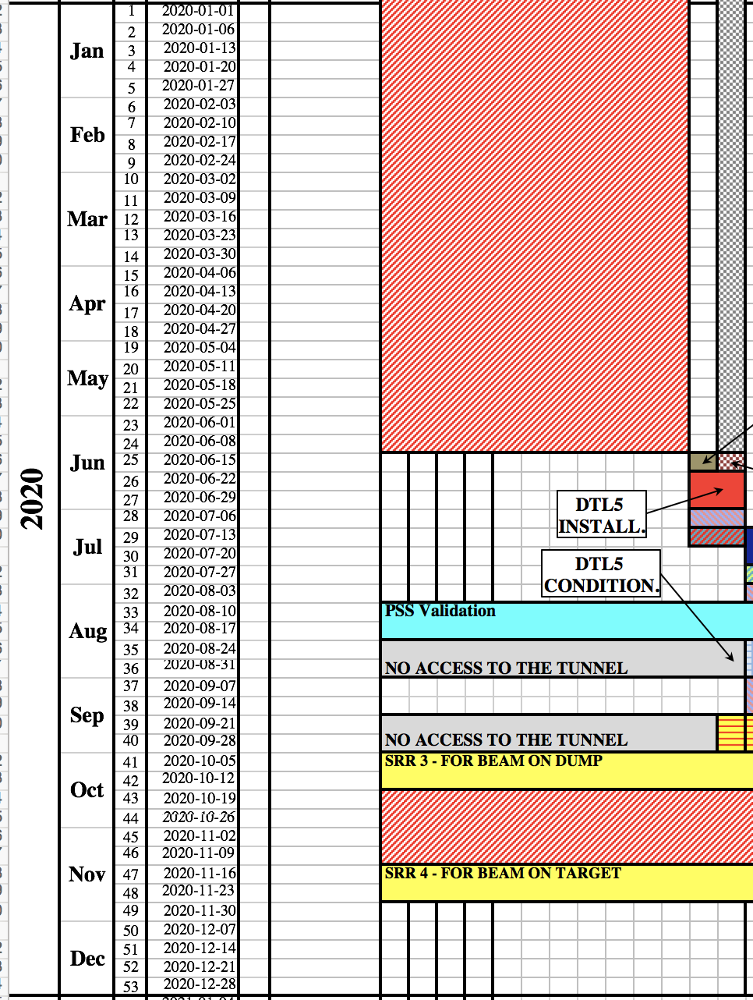 2020
Jan
1 2020-01-01
2 2020-01-06
3 2020-01-13
4 2020-01-20
5 2020-01-27
Feb
6 2020-02-03
7 2020-02-10
8 2020-02-17
9 2020-02-24
Mar
10 2020-03-02
11 2020-03-09
12 2020-03-16
13 2020-03-23
14 2020-03-30
Apr
15 2020-04-06
16 2020-04-13
17 2020-04-20
18 2020-04-27
May
19 2020-05-04
20 2020-05-11
21 2020-05-18
22 2020-05-25
Jun
23 2020-06-01
24 2020-06-08
25 2020-06-15
26 2020-06-22
27 2020-06-29
DTL5
INSTALL.
Jul
28 2020-07-06
29 2020-07-13
30 2020-07-20
31 2020-07-27
DTL5
CONDITION.
Aug
32 2020-08-03
33 2020-08-10 PSS Validation
34 2020-08-17
35 2020-08-24
36 2020-08-31 NO ACCESS TO THE TUNNEL
Sep
37 2020-09-07
38 2020-09-14
39 2020-09-21
40 2020-09-28 NO ACCESS TO THE TUNNEL
Oct
41 2020-10-05 SRR 3 - FOR BEAM ON DUMP
42 2020-10-12
43 2020-10-19
44 2020-10-26
Nov
45 2020-11-02
46 2020-11-09
47 2020-11-16 SRR 4 - FOR BEAM ON TARGET
48 2020-11-23
49 2020-11-30
Dec
50 2020-12-07
51 2020-12-14
52 2020-12-21
53 2020-12-28